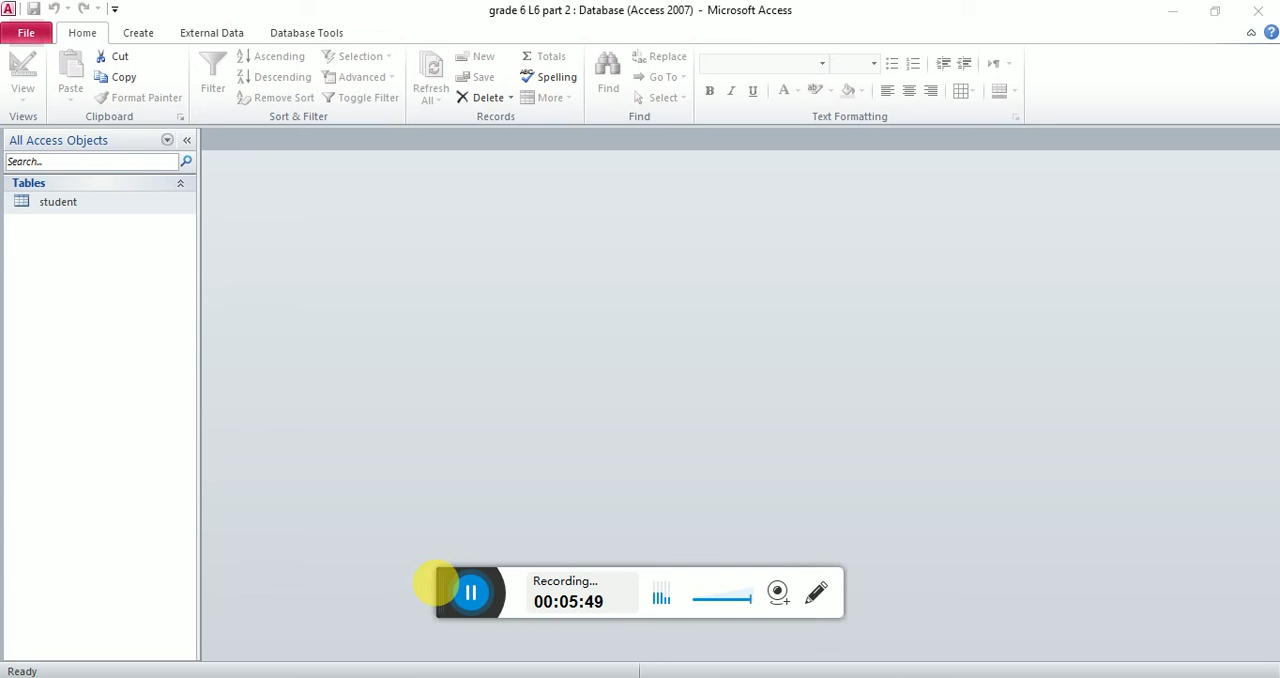 grade 6 L6 part 2 : Database (Access 2007) - Microsoft Access
File Home Create External Data Database Tools
View
Views
Paste
Cut
Copy
Format Painter
Clipboard
Filter
Ascending
Descending
Remove Sort
Selection
Advanced
Toggle Filter
Sort & Filter
Refresh
All
New
Save
Delete
Totals
Spelling
More
Records
Find
Replace
Go To
Select
Find
B I U A
Text Formatting
All Access Objects
Search...
Tables
student
Recording...
00:05:49
Ready